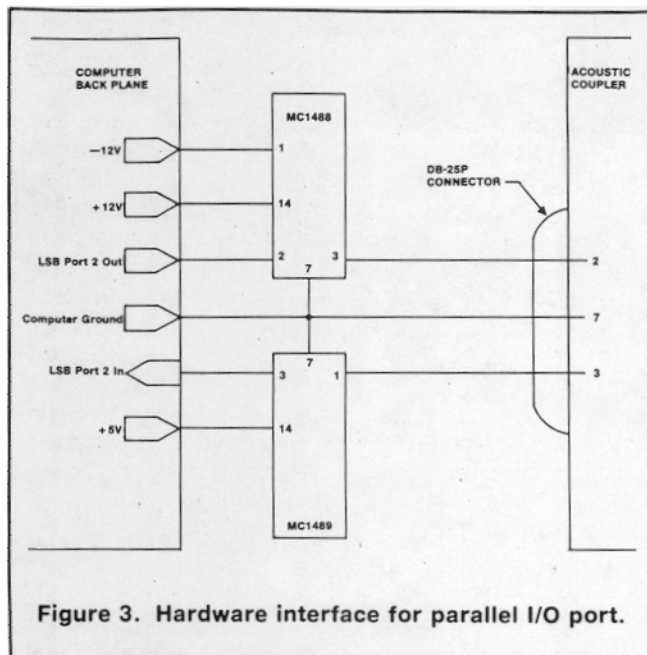 COMPUTER
BACK PLANE
ACOUSTIC
COUPLER
MC1488
DB-25P
CONNECTOR
−12V
1
+12V
14
LSB Port 2 Out
2
3
2
7
Computer Ground
7
7
LSB Port 2 In
3
1
3
+5V
14
MC1489
Figure 3. Hardware interface for parallel I/O port.